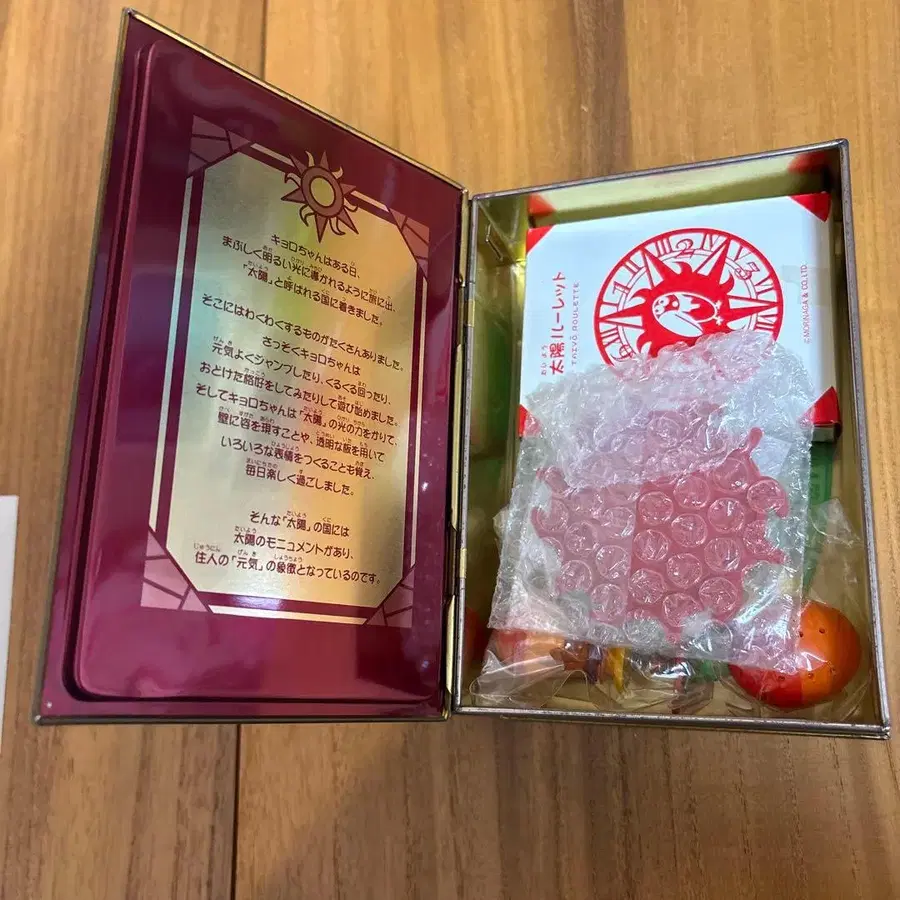 キョロちゃんはある日、
まぶしく明るい光に導かれるように旅に出、
「太陽」と呼ばれる国に着きました。
そこにはわくわくするものがたくさんありました。
さっそくキョロちゃんは
元気よくジャンプしたり、くるくる回ったり、
おどけた格好をしてみたりして遊び始めました。
そしてキョロちゃんは「太陽」の光の力をかりて、
壁に姿を現すことや、透明な板を用いて
いろいろな表情をつくることも覚え、
毎日楽しく過ごしました。
そんな「太陽」の国には
太陽のモニュメントがあり、
住人の「元気」の象徴となっているのです。
太陽ルーレット
TAIYŌ ROULETTE
©MORINAGA & CO.,LTD.